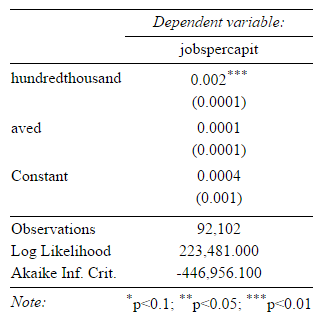 Dependent variable:
jobspercapit
hundredthousand 0.002***
(0.0001)
aved 0.0001
(0.0001)
Constant 0.0004
(0.001)
Observations 92,102
Log Likelihood 223,481.000
Akaike Inf. Crit. -446,956.100
Note: *p<0.1; **p<0.05; ***p<0.01